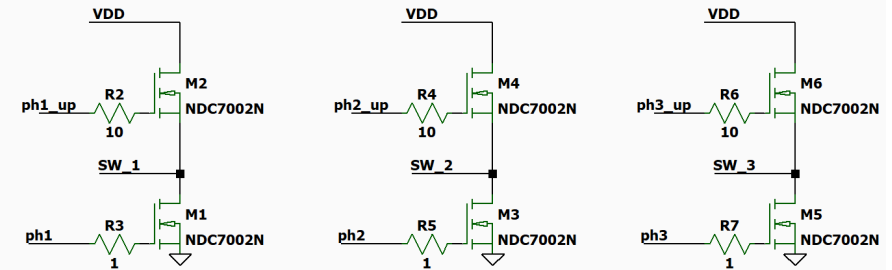 VDD VDD VDD
M2 M4 M6
R2 R4 R6
ph1_up NDC7002N ph2_up NDC7002N ph3_up NDC7002N
10 10 10
SW_1 SW_2 SW_3
M1 M3 M5
R3 R5 R7
ph1 NDC7002N ph2 NDC7002N ph3 NDC7002N
1 1 1